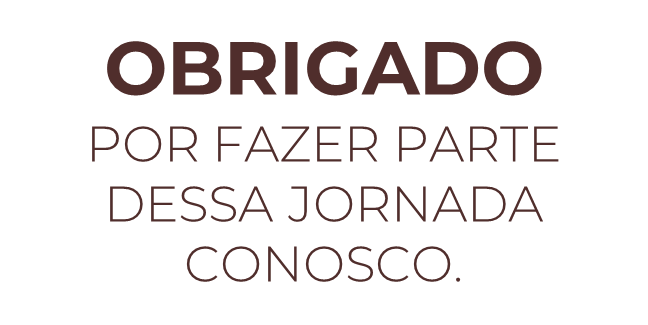 OBRIGADO
POR FAZER PARTE
DESSA JORNADA
CONOSCO.